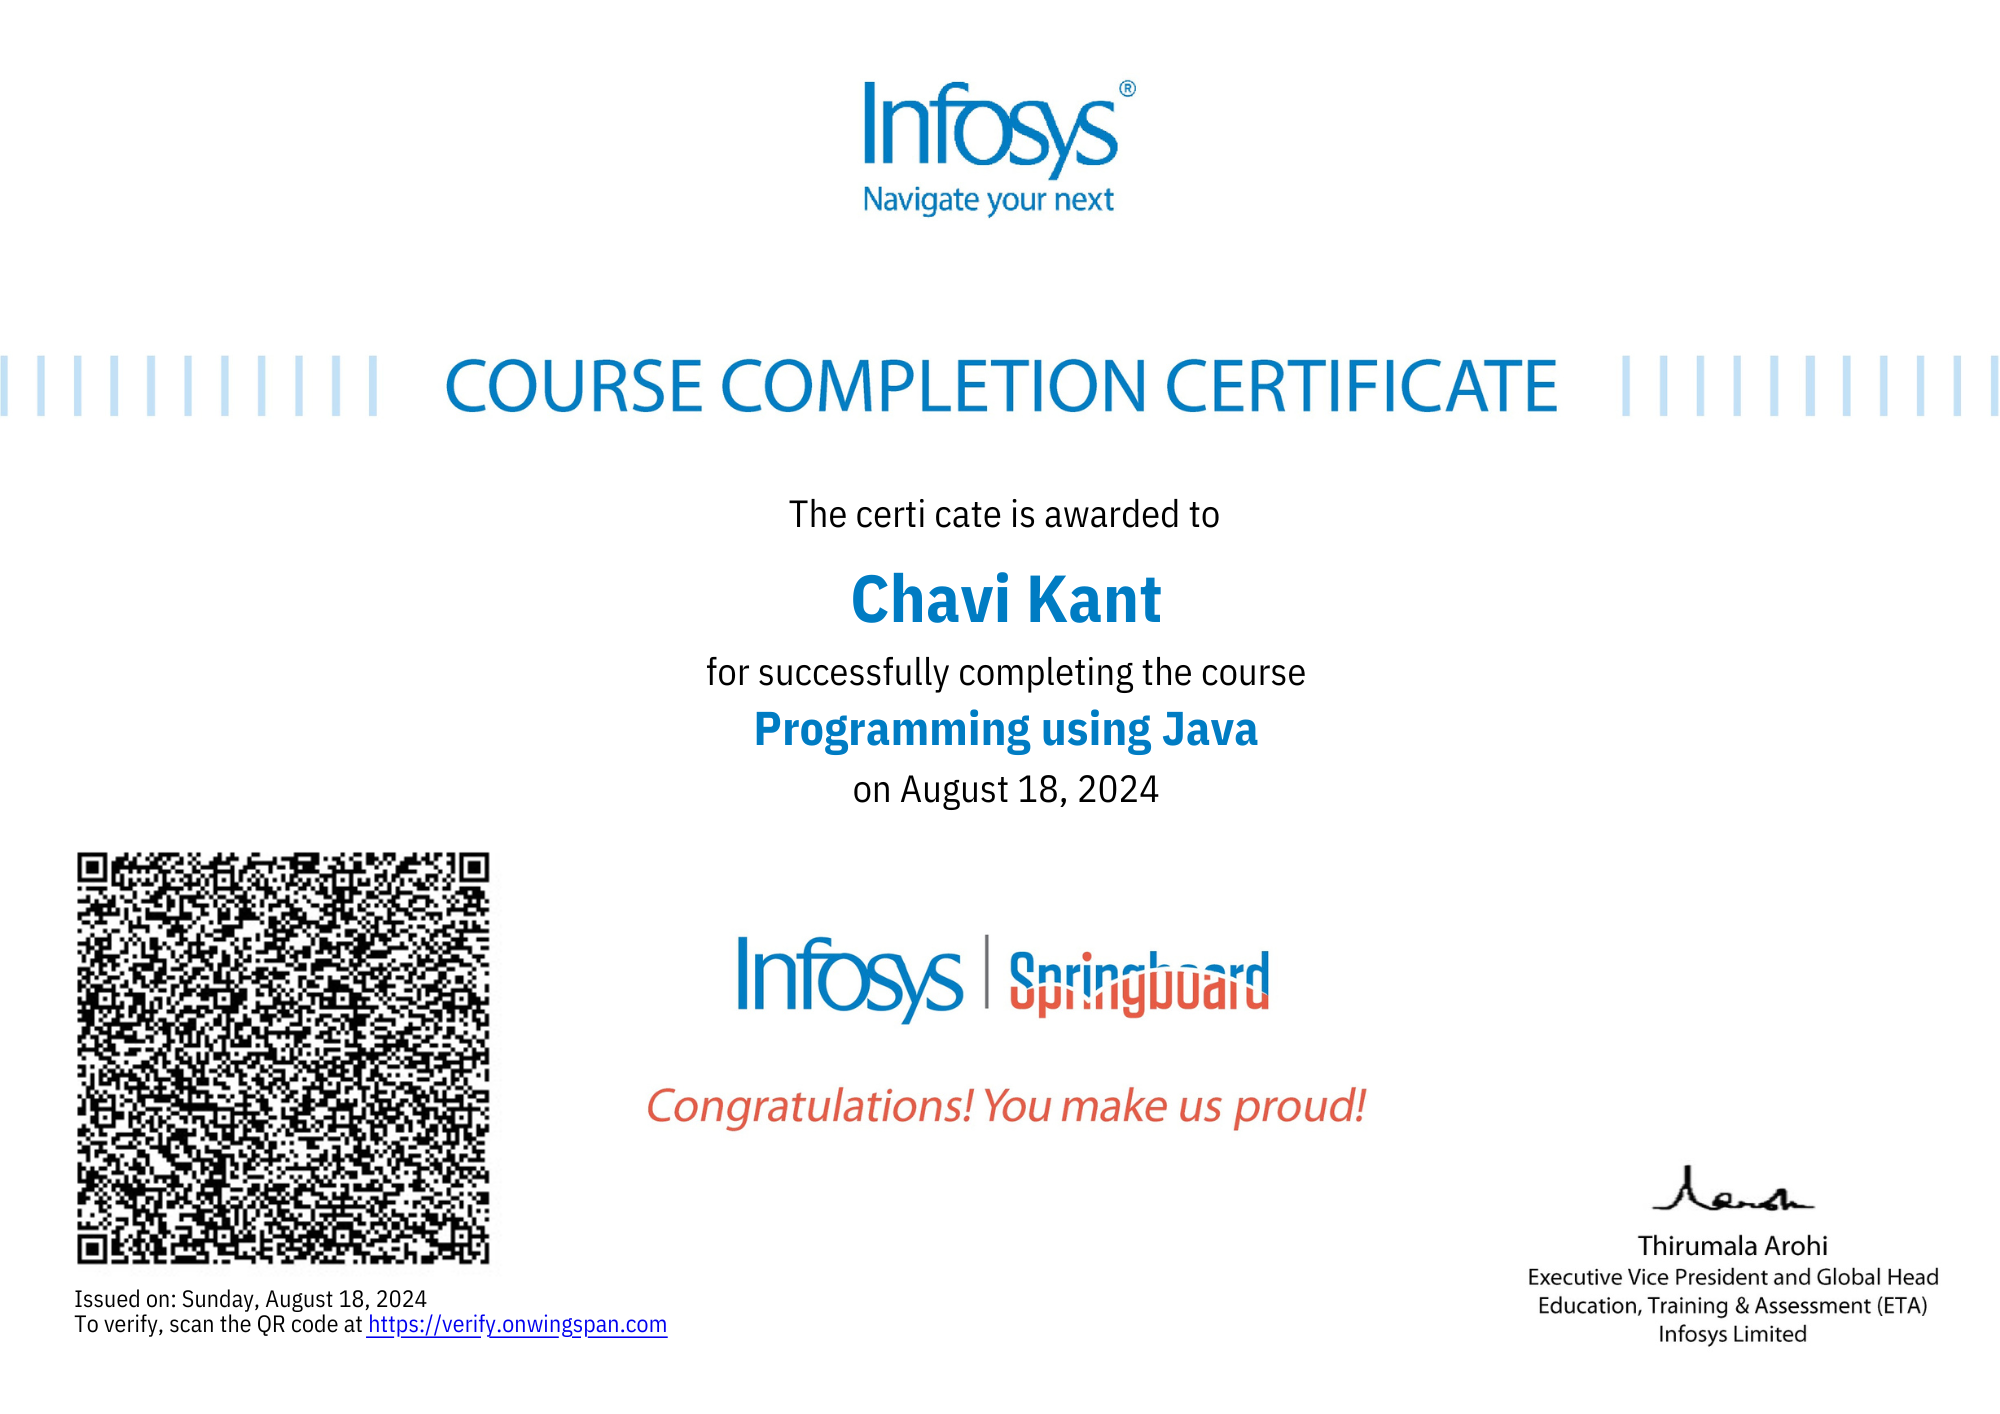 Infosys®
Navigate your next
COURSE COMPLETION CERTIFICATE
The certi cate is awarded to
Chavi Kant
for successfully completing the course
Programming using Java
on August 18, 2024
Infosys | Springboard
Congratulations! You make us proud!
Thirumala Arohi
Executive Vice President and Global Head
Education, Training & Assessment (ETA)
Infosys Limited
Issued on: Sunday, August 18, 2024
To verify, scan the QR code at https://verify.onwingspan.com